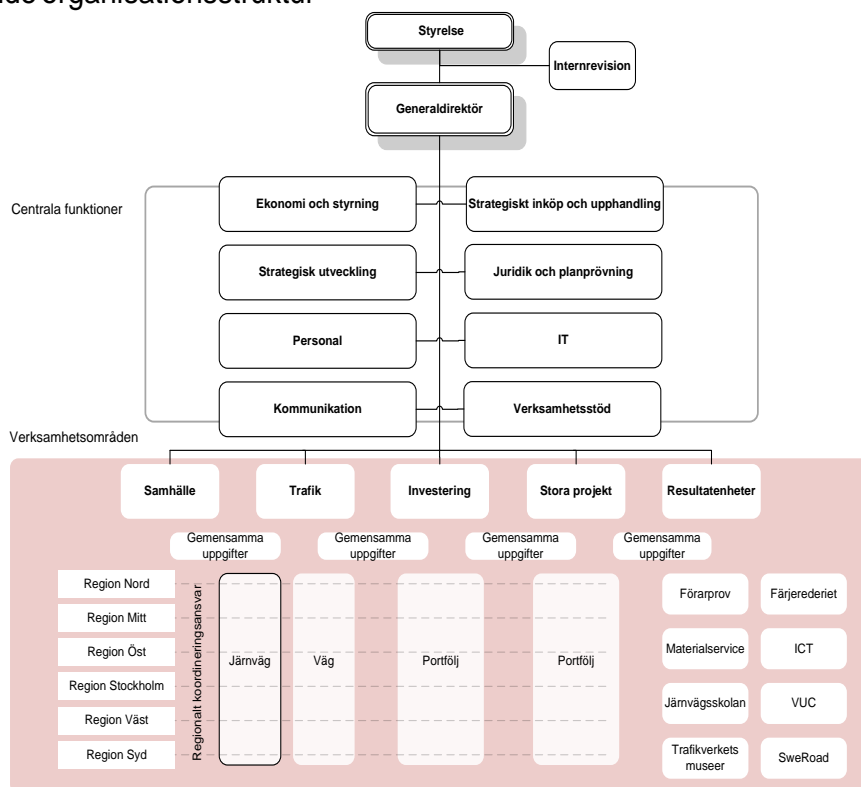 organisationsstruktur
Styrelse
Internrevision
Generaldirektör
Centrala funktioner
Ekonomi och styrning
Strategiskt inköp och upphandling
Strategisk utveckling
Juridik och planprövning
Personal
IT
Kommunikation
Verksamhetsstöd
Verksamhetsområden
Samhälle
Trafik
Investering
Stora projekt
Resultatenheter
Gemensamma
uppgifter
Gemensamma
uppgifter
Gemensamma
uppgifter
Gemensamma
uppgifter
Region Nord
Region Mitt
Region Öst
Region Stockholm
Region Väst
Region Syd
Regionalt koordineringsansvar
Järnväg
Väg
Portfölj
Portfölj
Förarprov
Färjerederiet
Materialservice
ICT
Järnvägsskolan
VUC
Trafikverkets
museer
SweRoad